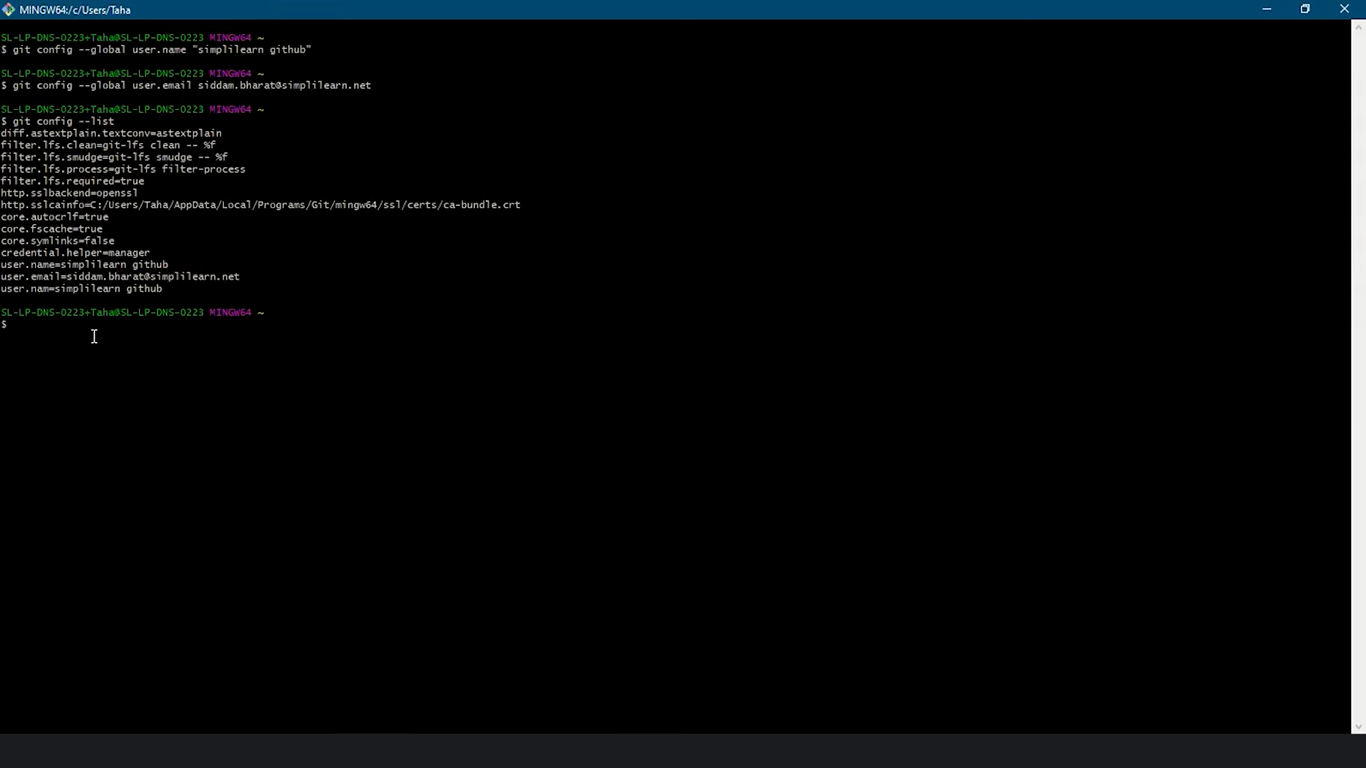 MINGW64:/c/Users/Taha
SL-LP-DNS-0223+Taha@SL-LP-DNS-0223 MINGW64 ~
$ git config --global user.name "simplilearn github"
SL-LP-DNS-0223+Taha@SL-LP-DNS-0223 MINGW64 ~
$ git config --global user.email siddam.bharat@simplilearn.net
SL-LP-DNS-0223+Taha@SL-LP-DNS-0223 MINGW64 ~
$ git config --list
diff.astextplain.textconv=astextplain
filter.lfs.clean=git-lfs clean -- %f
filter.lfs.smudge=git-lfs smudge -- %f
filter.lfs.process=git-lfs filter-process
filter.lfs.required=true
http.sslbackend=openssl
http.sslcainfo=C:/Users/Taha/AppData/Local/Programs/Git/mingw64/ssl/certs/ca-bundle.crt
core.autocrlf=true
core.fscache=true
core.symlinks=false
credential.helper=manager
user.name=simplilearn github
user.email=siddam.bharat@simplilearn.net
user.nam=simplilearn github
SL-LP-DNS-0223+Taha@SL-LP-DNS-0223 MINGW64 ~
$